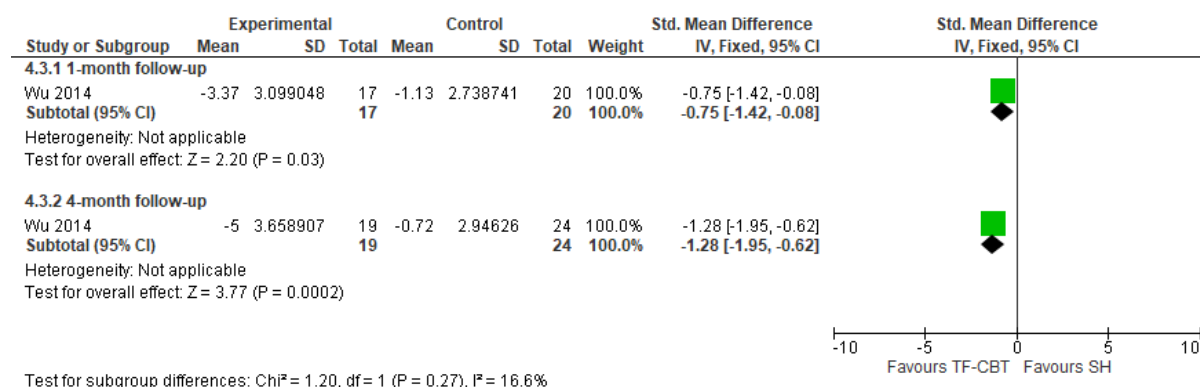 Experimental Control Std. Mean Difference Std. Mean Difference
Study or Subgroup Mean SD Total Mean SD Total Weight IV, Fixed, 95% CI IV, Fixed, 95% CI
4.3.1 1-month follow-up
Wu 2014 -3.37 3.099048 17 -1.13 2.738741 20 100.0% -0.75 [-1.42, -0.08]
Subtotal (95% CI) 17 20 100.0% -0.75 [-1.42, -0.08]
Heterogeneity: Not applicable
Test for overall effect: Z = 2.20 (P = 0.03)
4.3.2 4-month follow-up
Wu 2014 -5 3.658907 19 -0.72 2.94626 24 100.0% -1.28 [-1.95, -0.62]
Subtotal (95% CI) 19 24 100.0% -1.28 [-1.95, -0.62]
Heterogeneity: Not applicable
Test for overall effect: Z = 3.77 (P = 0.0002)
-10 -5 0 5 10
Favours TF-CBT Favours SH
Test for subgroup differences: Chi² = 1.20, df = 1 (P = 0.27), I² = 16.6%